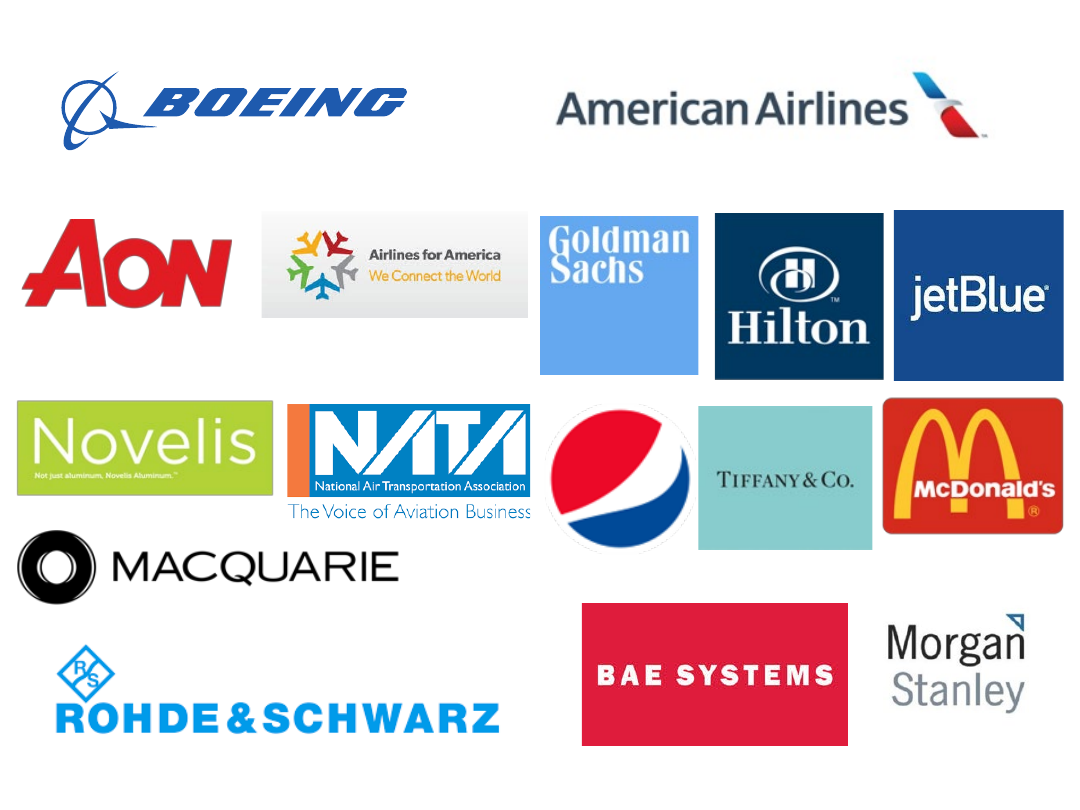 BOEING
American Airlines
AON
Airlines for America
We Connect the World
Goldman
Sachs
Hilton
TM
jetBlue
Novelis
Not just aluminum, Novelis Aluminum.™
NATA
National Air Transportation Association
The Voice of Aviation Business
TIFFANY & CO.
McDonald's
®
MACQUARIE
R/S
ROHDE & SCHWARZ
BAE SYSTEMS
Morgan
Stanley